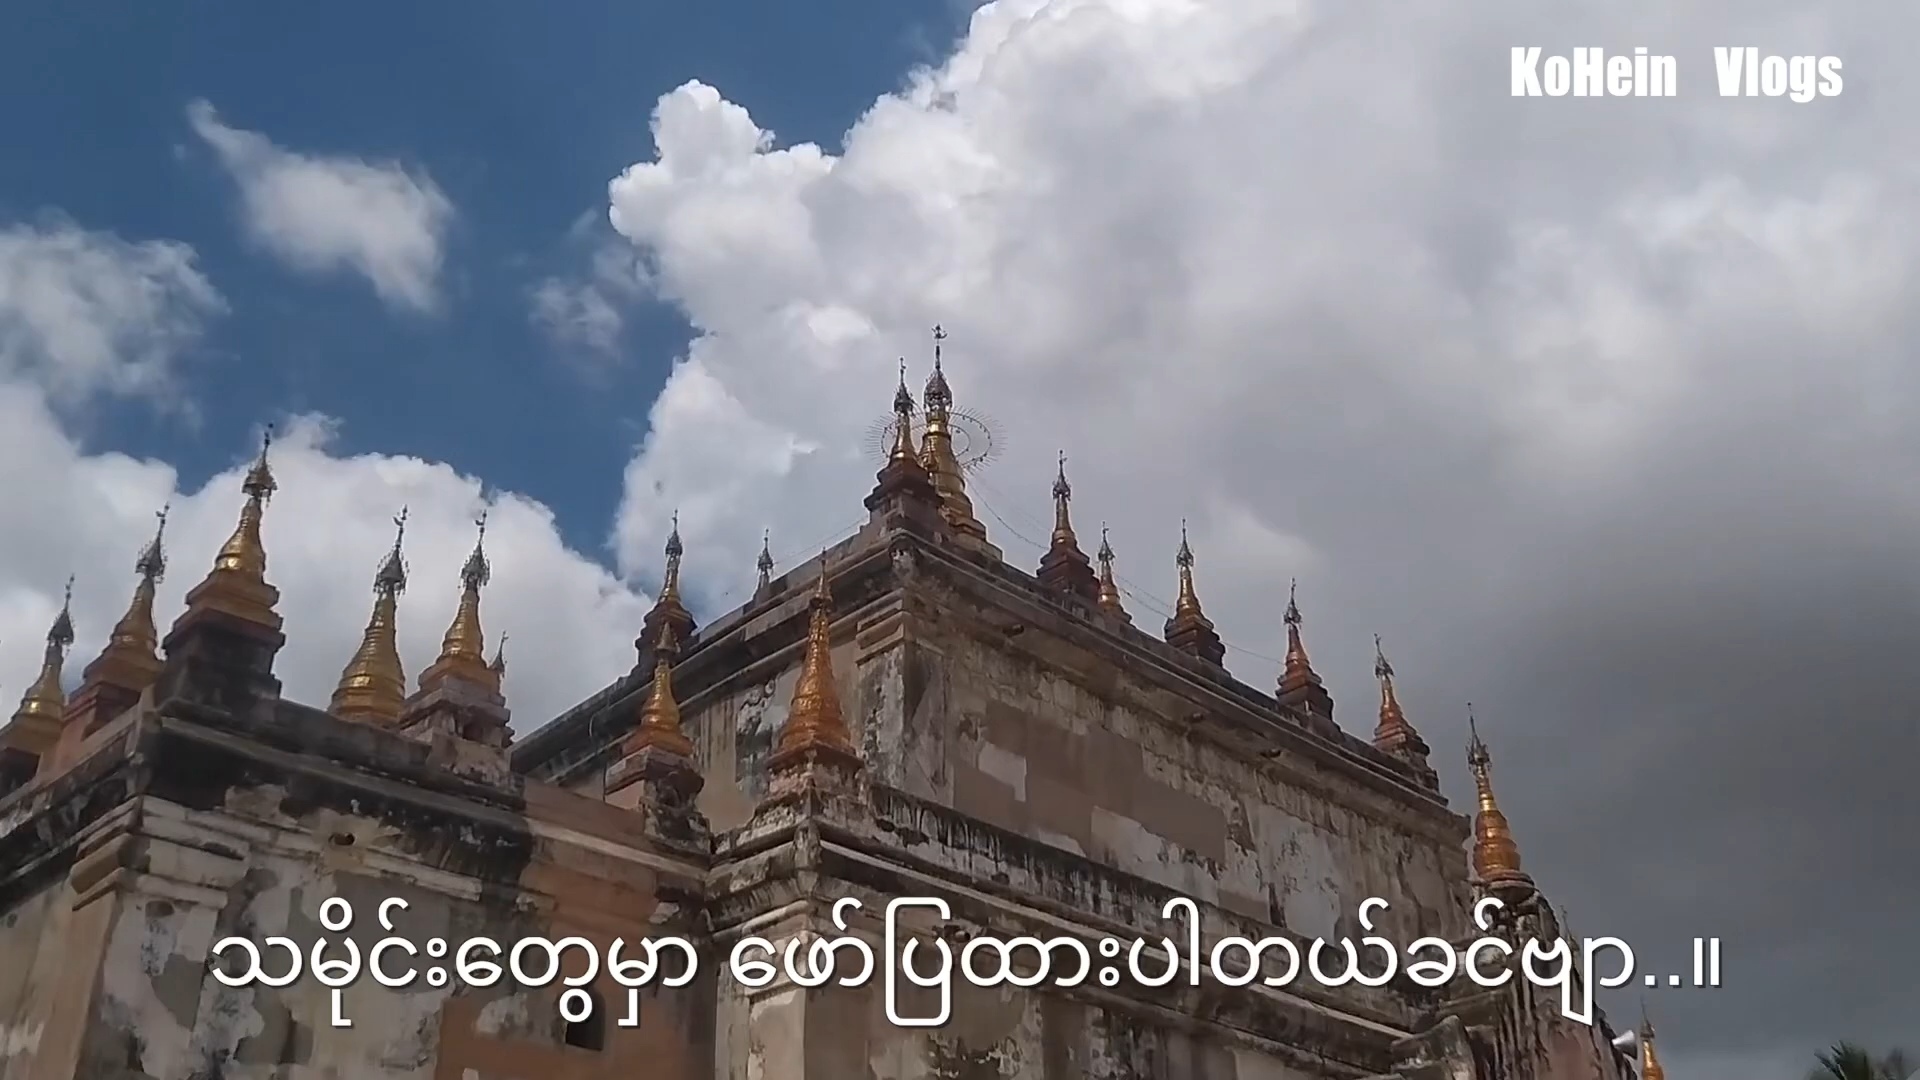 KoHein Vlogs
သမိုင်းတွေမှာ ဖော်ပြထားပါတယ်ခင်ဗျာ..။